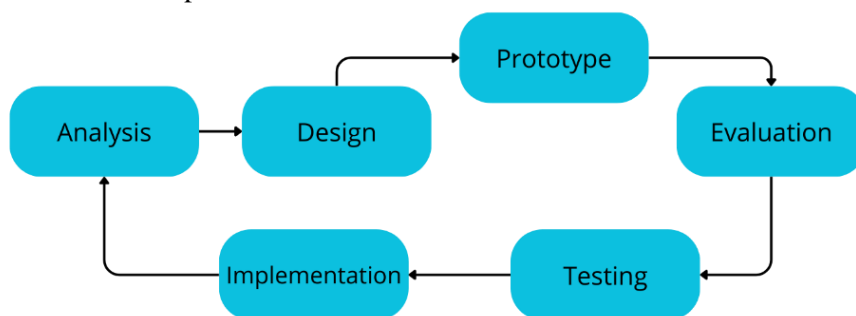 Prototype
Analysis
Design
Evaluation
Implementation
Testing